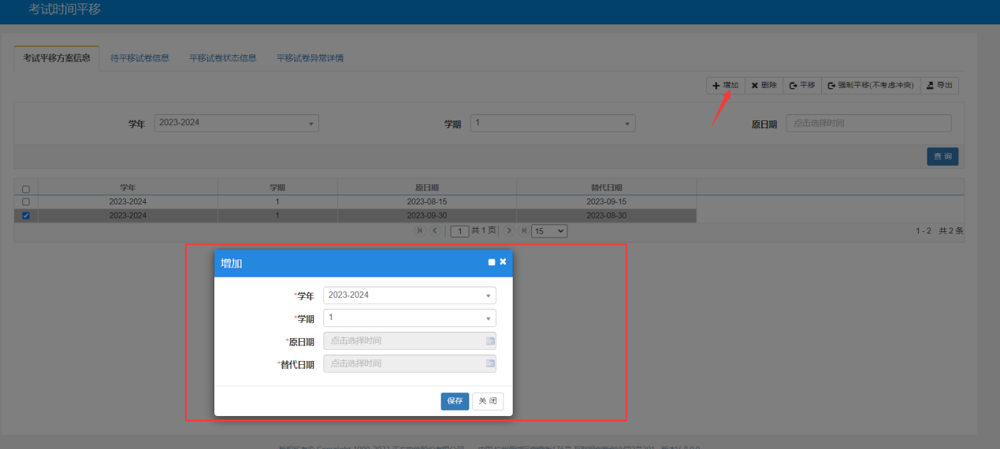 考试时间平移
考试平移方案信息 待平移试卷信息 平移试卷状态信息 平移试卷异常详情
增加 删除 平移 强制平移(不考虑冲突) 导出
学年 2023-2024 学期 1 原日期 点击选择时间
查 询
学年 学期 原日期 替代日期
2023-2024 1 2023-08-15 2023-09-15
2023-2024 1 2023-09-30 2023-08-30
1 共 1 页 15 1 - 2 共 2 条
增加
*学年 2023-2024
*学期 1
*原日期 点击选择时间
*替代日期 点击选择时间
保存 关 闭